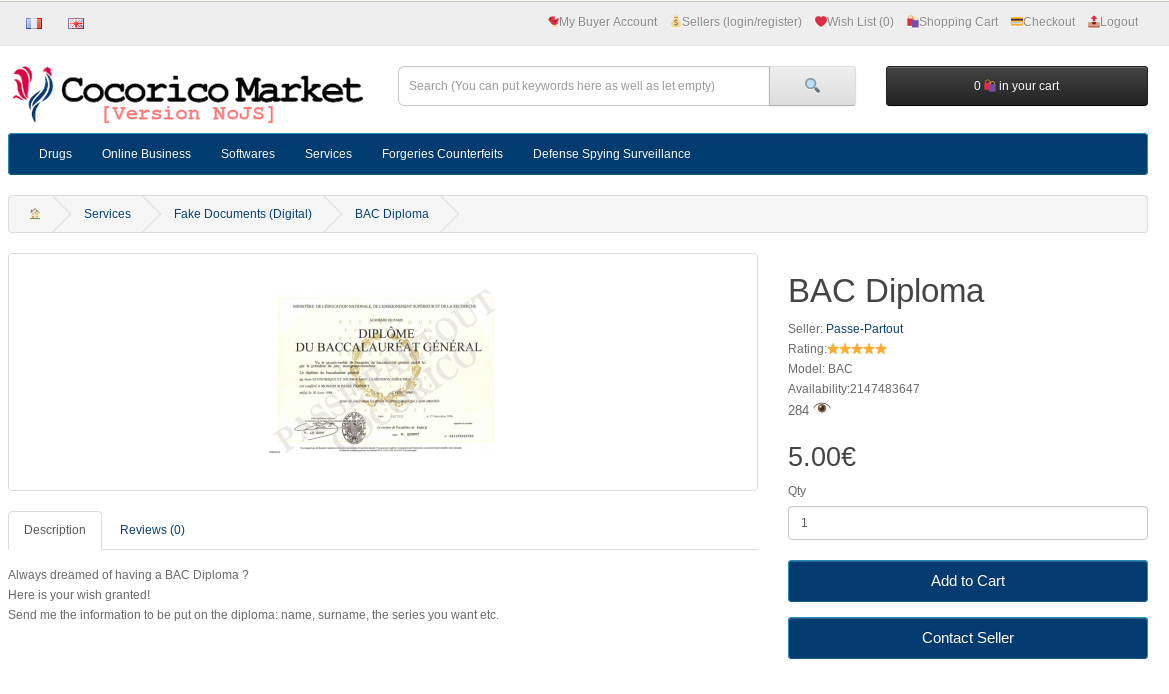 My Buyer Account Sellers (login/register) Wish List (0) Shopping Cart Checkout Logout
Cocorico Market
[Version NoJS]
Search (You can put keywords here as well as let empty)
0 in your cart
Drugs Online Business Softwares Services Forgeries Counterfeits Defense Spying Surveillance
Services Fake Documents (Digital) BAC Diploma
MINISTÈRE DE L'ÉDUCATION NATIONALE, DE L'ENSEIGNEMENT SUPÉRIEUR ET DE LA RECHERCHE
ACADÉMIE DE PARIS
DIPLÔME
DU BACCALAURÉAT GÉNÉRAL
PASSE-PARTOUT
COCORICO
BAC Diploma
Seller: Passe-Partout
Rating:
Model: BAC
Availability:2147483647
284
5.00€
Qty
1
Add to Cart
Contact Seller
Description Reviews (0)
Always dreamed of having a BAC Diploma ?
Here is your wish granted!
Send me the information to be put on the diploma: name, surname, the series you want etc.